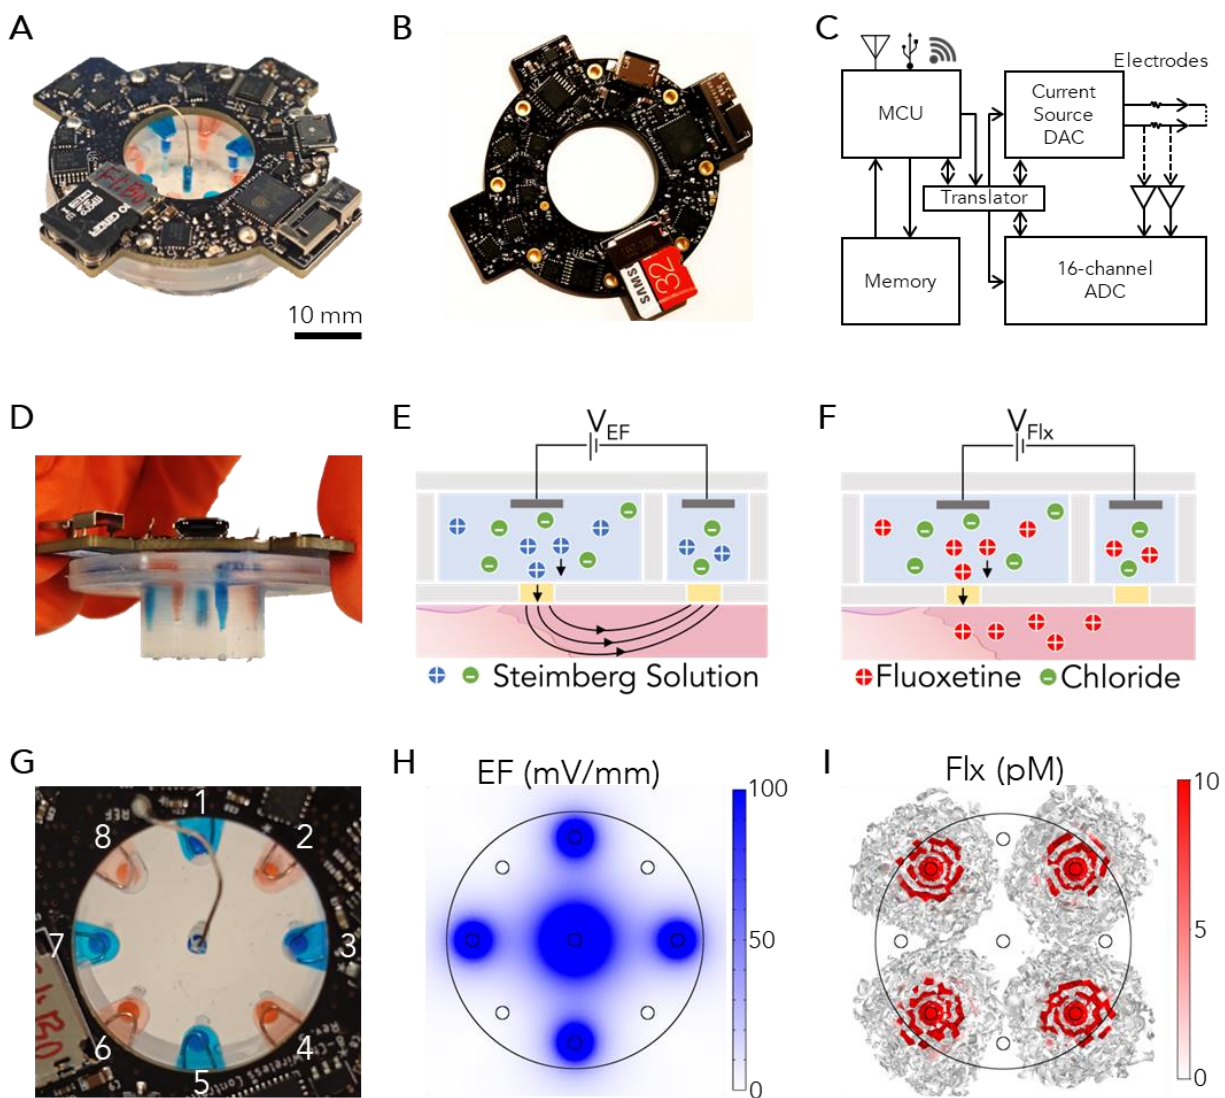 A
B
C
10 mm
SAMSUNG
32
Electrodes
MCU
Current
Source
DAC
Translator
Memory
16-channel
ADC
D
E
F
V EF
V Flx
Steimberg Solution
Fluoxetine
Chloride
G
H
I
EF (mV/mm)
Flx (pM)
REF
1
2
3
4
5
6
7
8
100
50
0
10
5
0